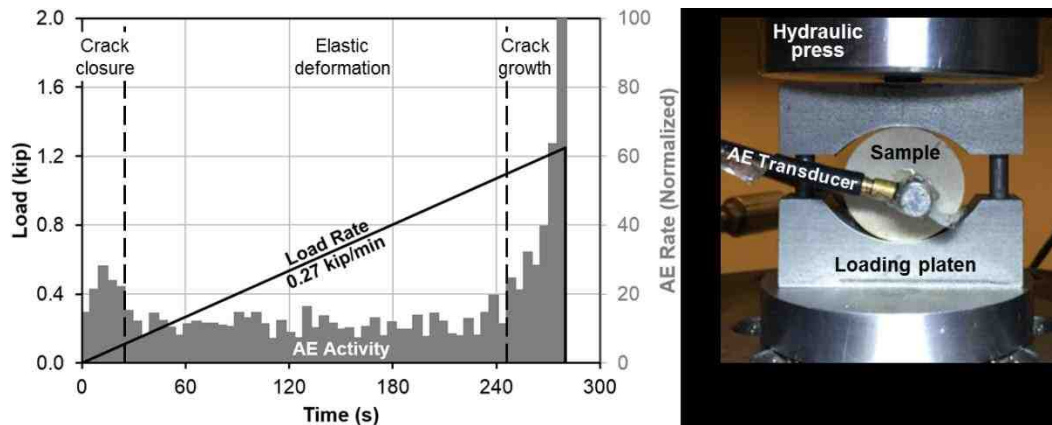 2.0
1.6
1.2
0.8
0.4
0.0
Load (kip)
Crack
closure
Elastic
deformation
Crack
growth
Load Rate
0.27 kip/min
AE Activity
0
60
120
180
240
300
Time (s)
100
80
60
40
20
0
AE Rate (Normalized)
Hydraulic
press
AE Transducer
Sample
Loading platen